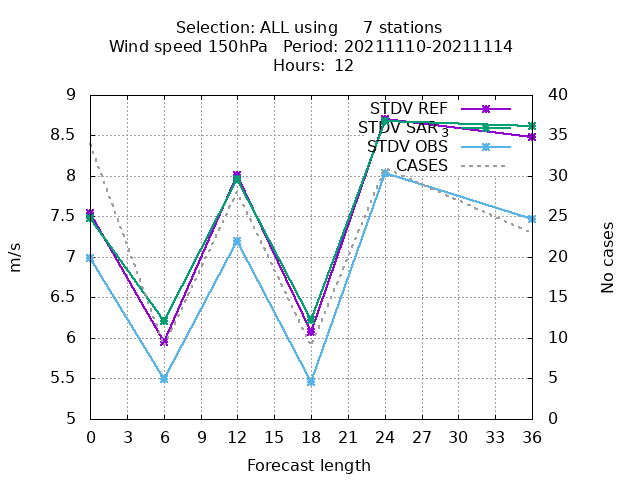 Selection: ALL using 7 stations
Wind speed 150hPa Period: 20211110-20211114
Hours: 12
STDV REF
STDV SAR 3
STDV OBS
CASES
9
8.5
8
7.5
7
6.5
6
5.5
5
40
35
30
25
20
15
10
5
0
m/s
No cases
0 3 6 9 12 15 18 21 24 27 30 33 36
Forecast length